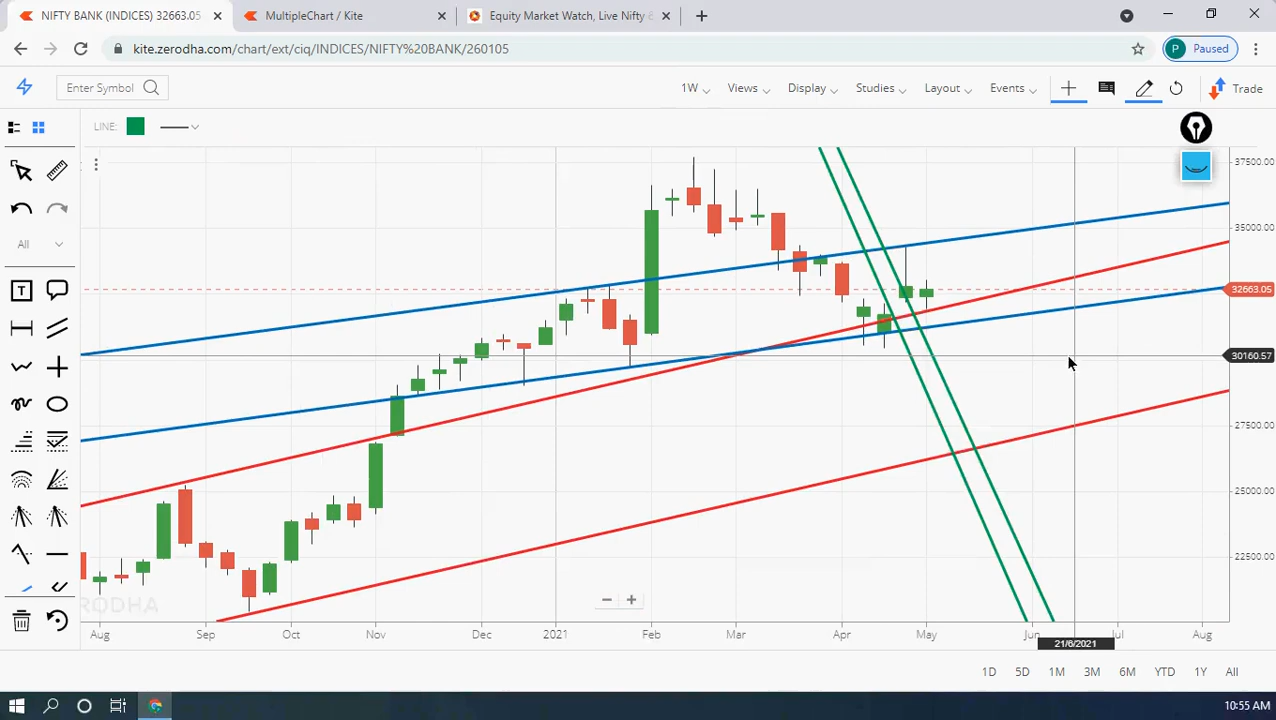 NIFTY BANK (INDICES) 32663.05
MultipleChart / Kite
Equity Market Watch, Live Nifty
kite.zerodha.com/chart/ext/ciq/INDICES/NIFTY%20BANK/260105
P Paused
Enter Symbol
1W
Views
Display
Studies
Layout
Events
Trade
LINE:
All
T
37500.00
35000.00
32663.05
30160.57
27500.00
25000.00
22500.00
ZERODHA
Aug Sep Oct Nov Dec 2021 Feb Mar Apr May Jun Jul Aug
21/6/2021
1D 5D 1M 3M 6M YTD 1Y All
10:55 AM